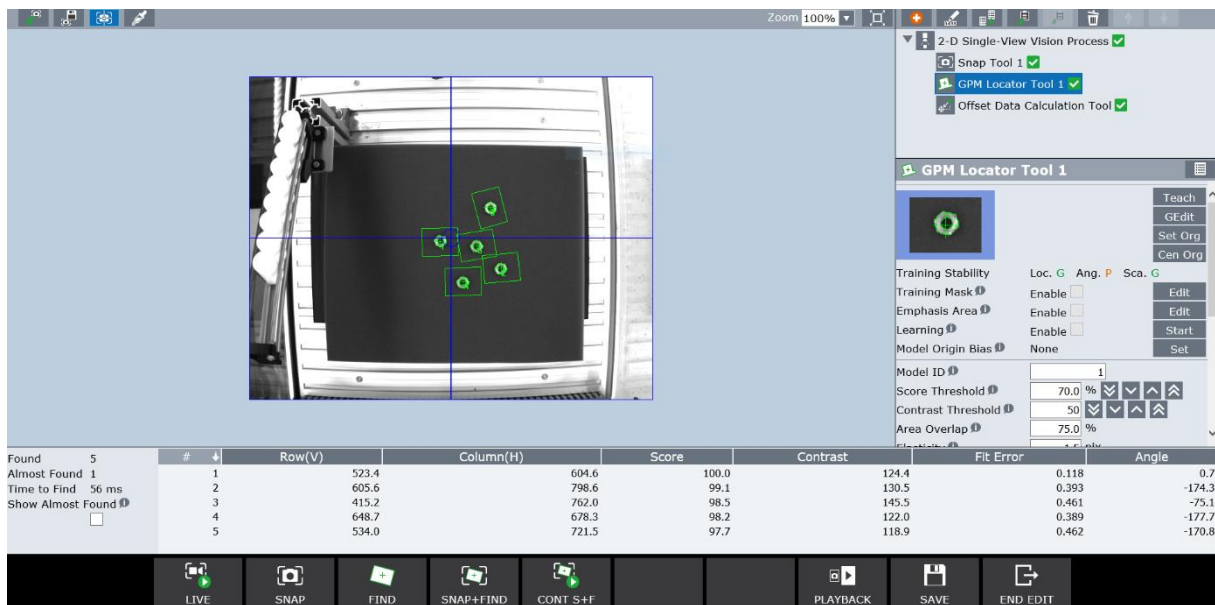 Zoom 100%
2-D Single-View Vision Process
Snap Tool 1
GPM Locator Tool 1
Offset Data Calculation Tool
GPM Locator Tool 1
Teach
GEdit
Set Org
Cen Org
Training Stability Loc. G Ang. P Sca. G
Training Mask Enable Edit
Emphasis Area Enable Edit
Learning Enable Start
Model Origin Bias None Set
Model ID 1
Score Threshold 70.0 %
Contrast Threshold 50
Area Overlap 75.0 %
Elasticity 1.5 pix
Found 5
Almost Found 1
Time to Find 56 ms
Show Almost Found
# Row(V) Column(H) Score Contrast Fit Error Angle
1 523.4 604.6 100.0 124.4 0.118 0.7
2 605.6 798.6 99.1 130.5 0.393 -174.3
3 415.2 762.0 98.5 145.5 0.461 -75.1
4 648.7 678.3 98.2 122.0 0.389 -177.7
5 534.0 721.5 97.7 118.9 0.462 -170.8
LIVE SNAP FIND SNAP+FIND CONT S+F PLAYBACK SAVE END EDIT